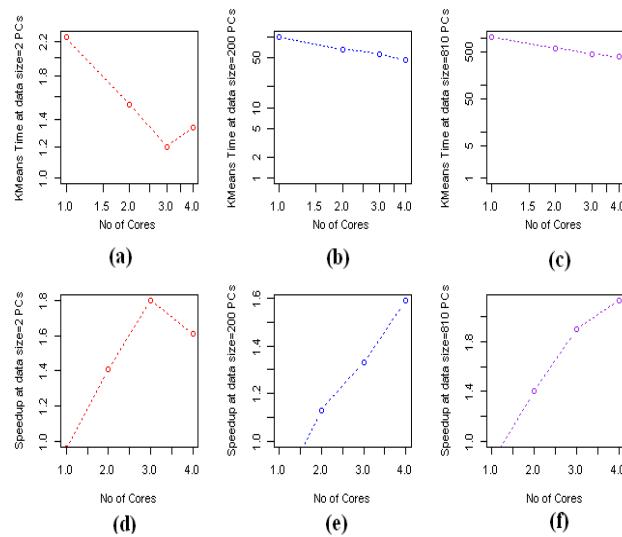 KMeans Time at data size=2 PCs
2.2
1.8
1.4
1.2
1.0
1.0 1.5 2.0 3.0 4.0
No of Cores
(a)
KMeans Time at data size=200 PCs
50
10
5
2
1
1.0 1.5 2.0 3.0 4.0
No of Cores
(b)
KMeans Time at data size=810 PCs
500
50
5
1
1.0 1.5 2.0 3.0 4.0
No of Cores
(c)
Speedup at data size=2 PCs
1.8
1.6
1.4
1.2
1.0
1.0 2.0 3.0 4.0
No of Cores
(d)
Speedup at data size=200 PCs
1.6
1.4
1.2
1.0
1.0 2.0 3.0 4.0
No of Cores
(e)
Speedup at data size=810 PCs
1.8
1.4
1.0
1.0 2.0 3.0 4.0
No of Cores
(f)